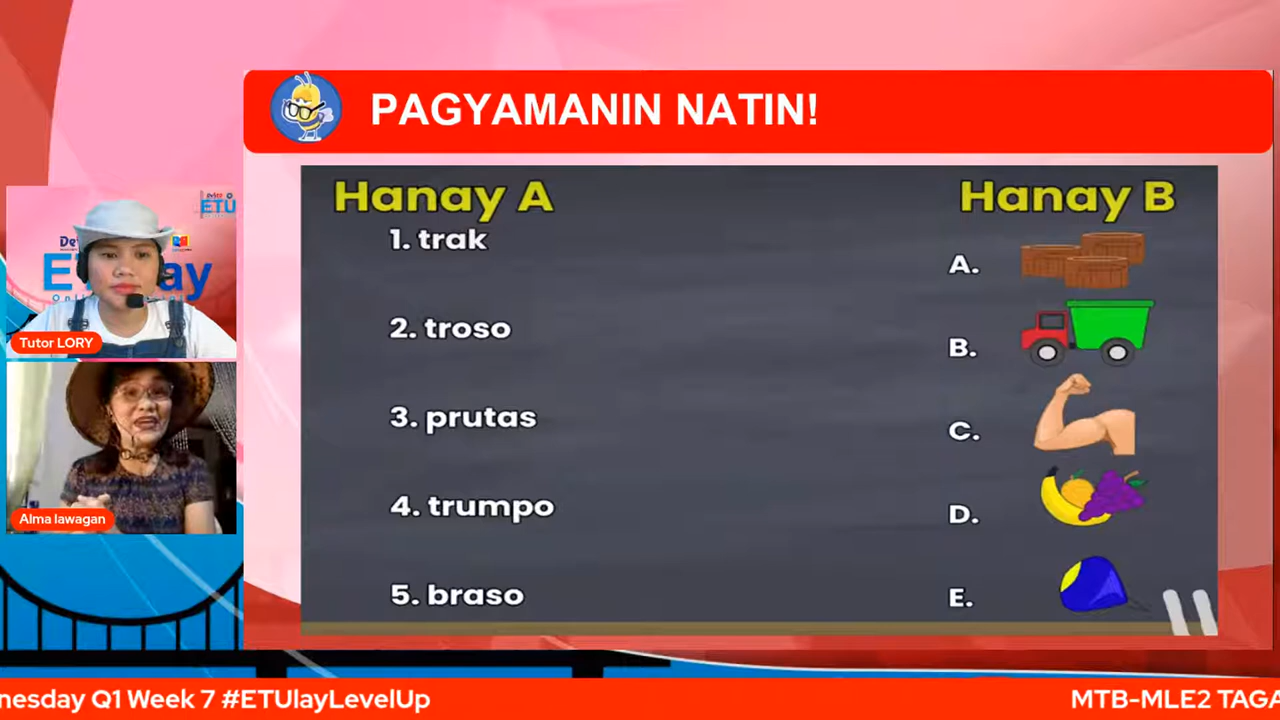 PAGYAMANIN NATIN!
Hanay A
Hanay B
1. trak
2. troso
3. prutas
4. trumpo
5. braso
A.
B.
C.
D.
E.
ETU
Tutor LORY
Alma lawagan
nesday Q1 Week 7 #ETUlayLevelUp
MTB-MLE2 TAGA